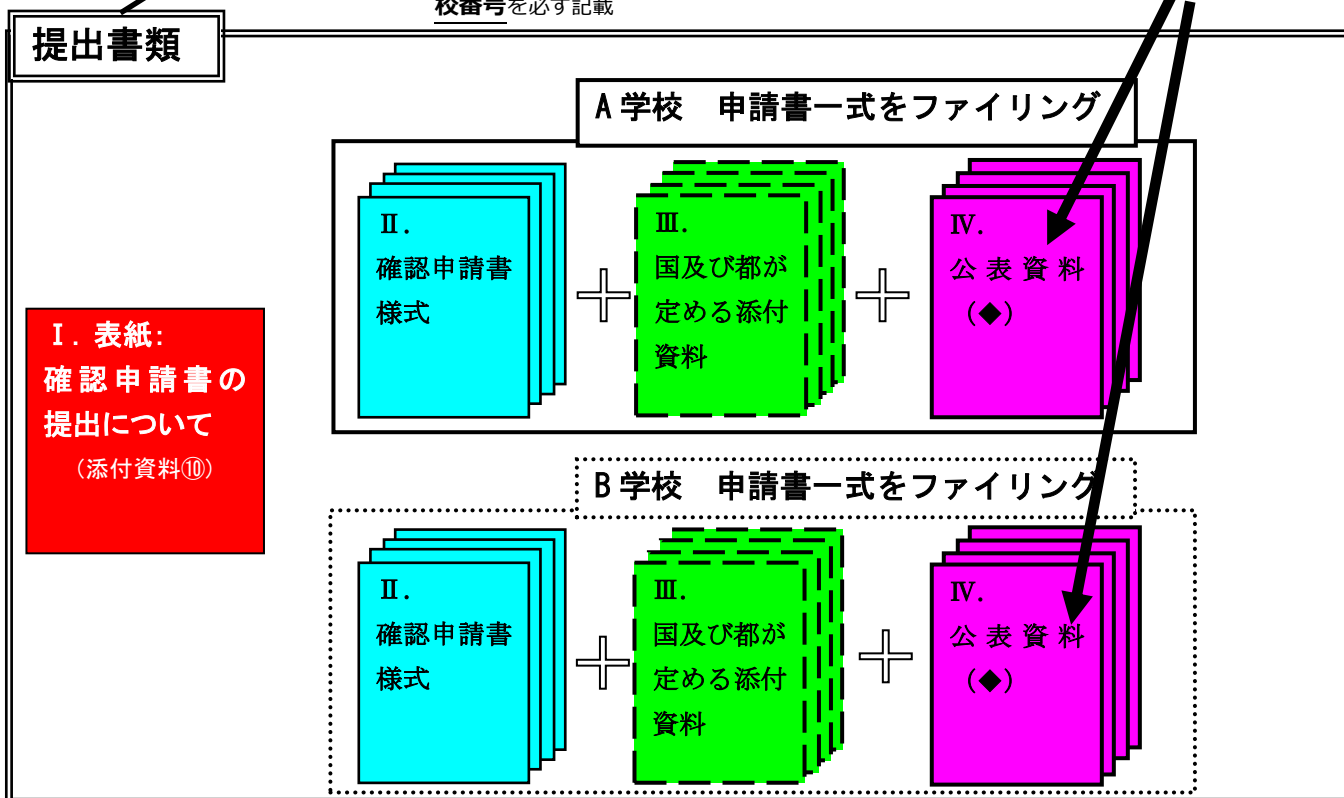 校番号を必ず記載
提出書類
A学校 申請書一式をファイリング
Ⅱ.
確認申請書
様式
Ⅲ.
国及び都が
定める添付
資料
Ⅳ.
公表資料
(◆)
Ⅰ. 表紙:
確認申請書の
提出について
(添付資料⑩)
B学校 申請書一式をファイリング
Ⅱ.
確認申請書
様式
Ⅲ.
国及び都が
定める添付
資料
Ⅳ.
公表資料
(◆)